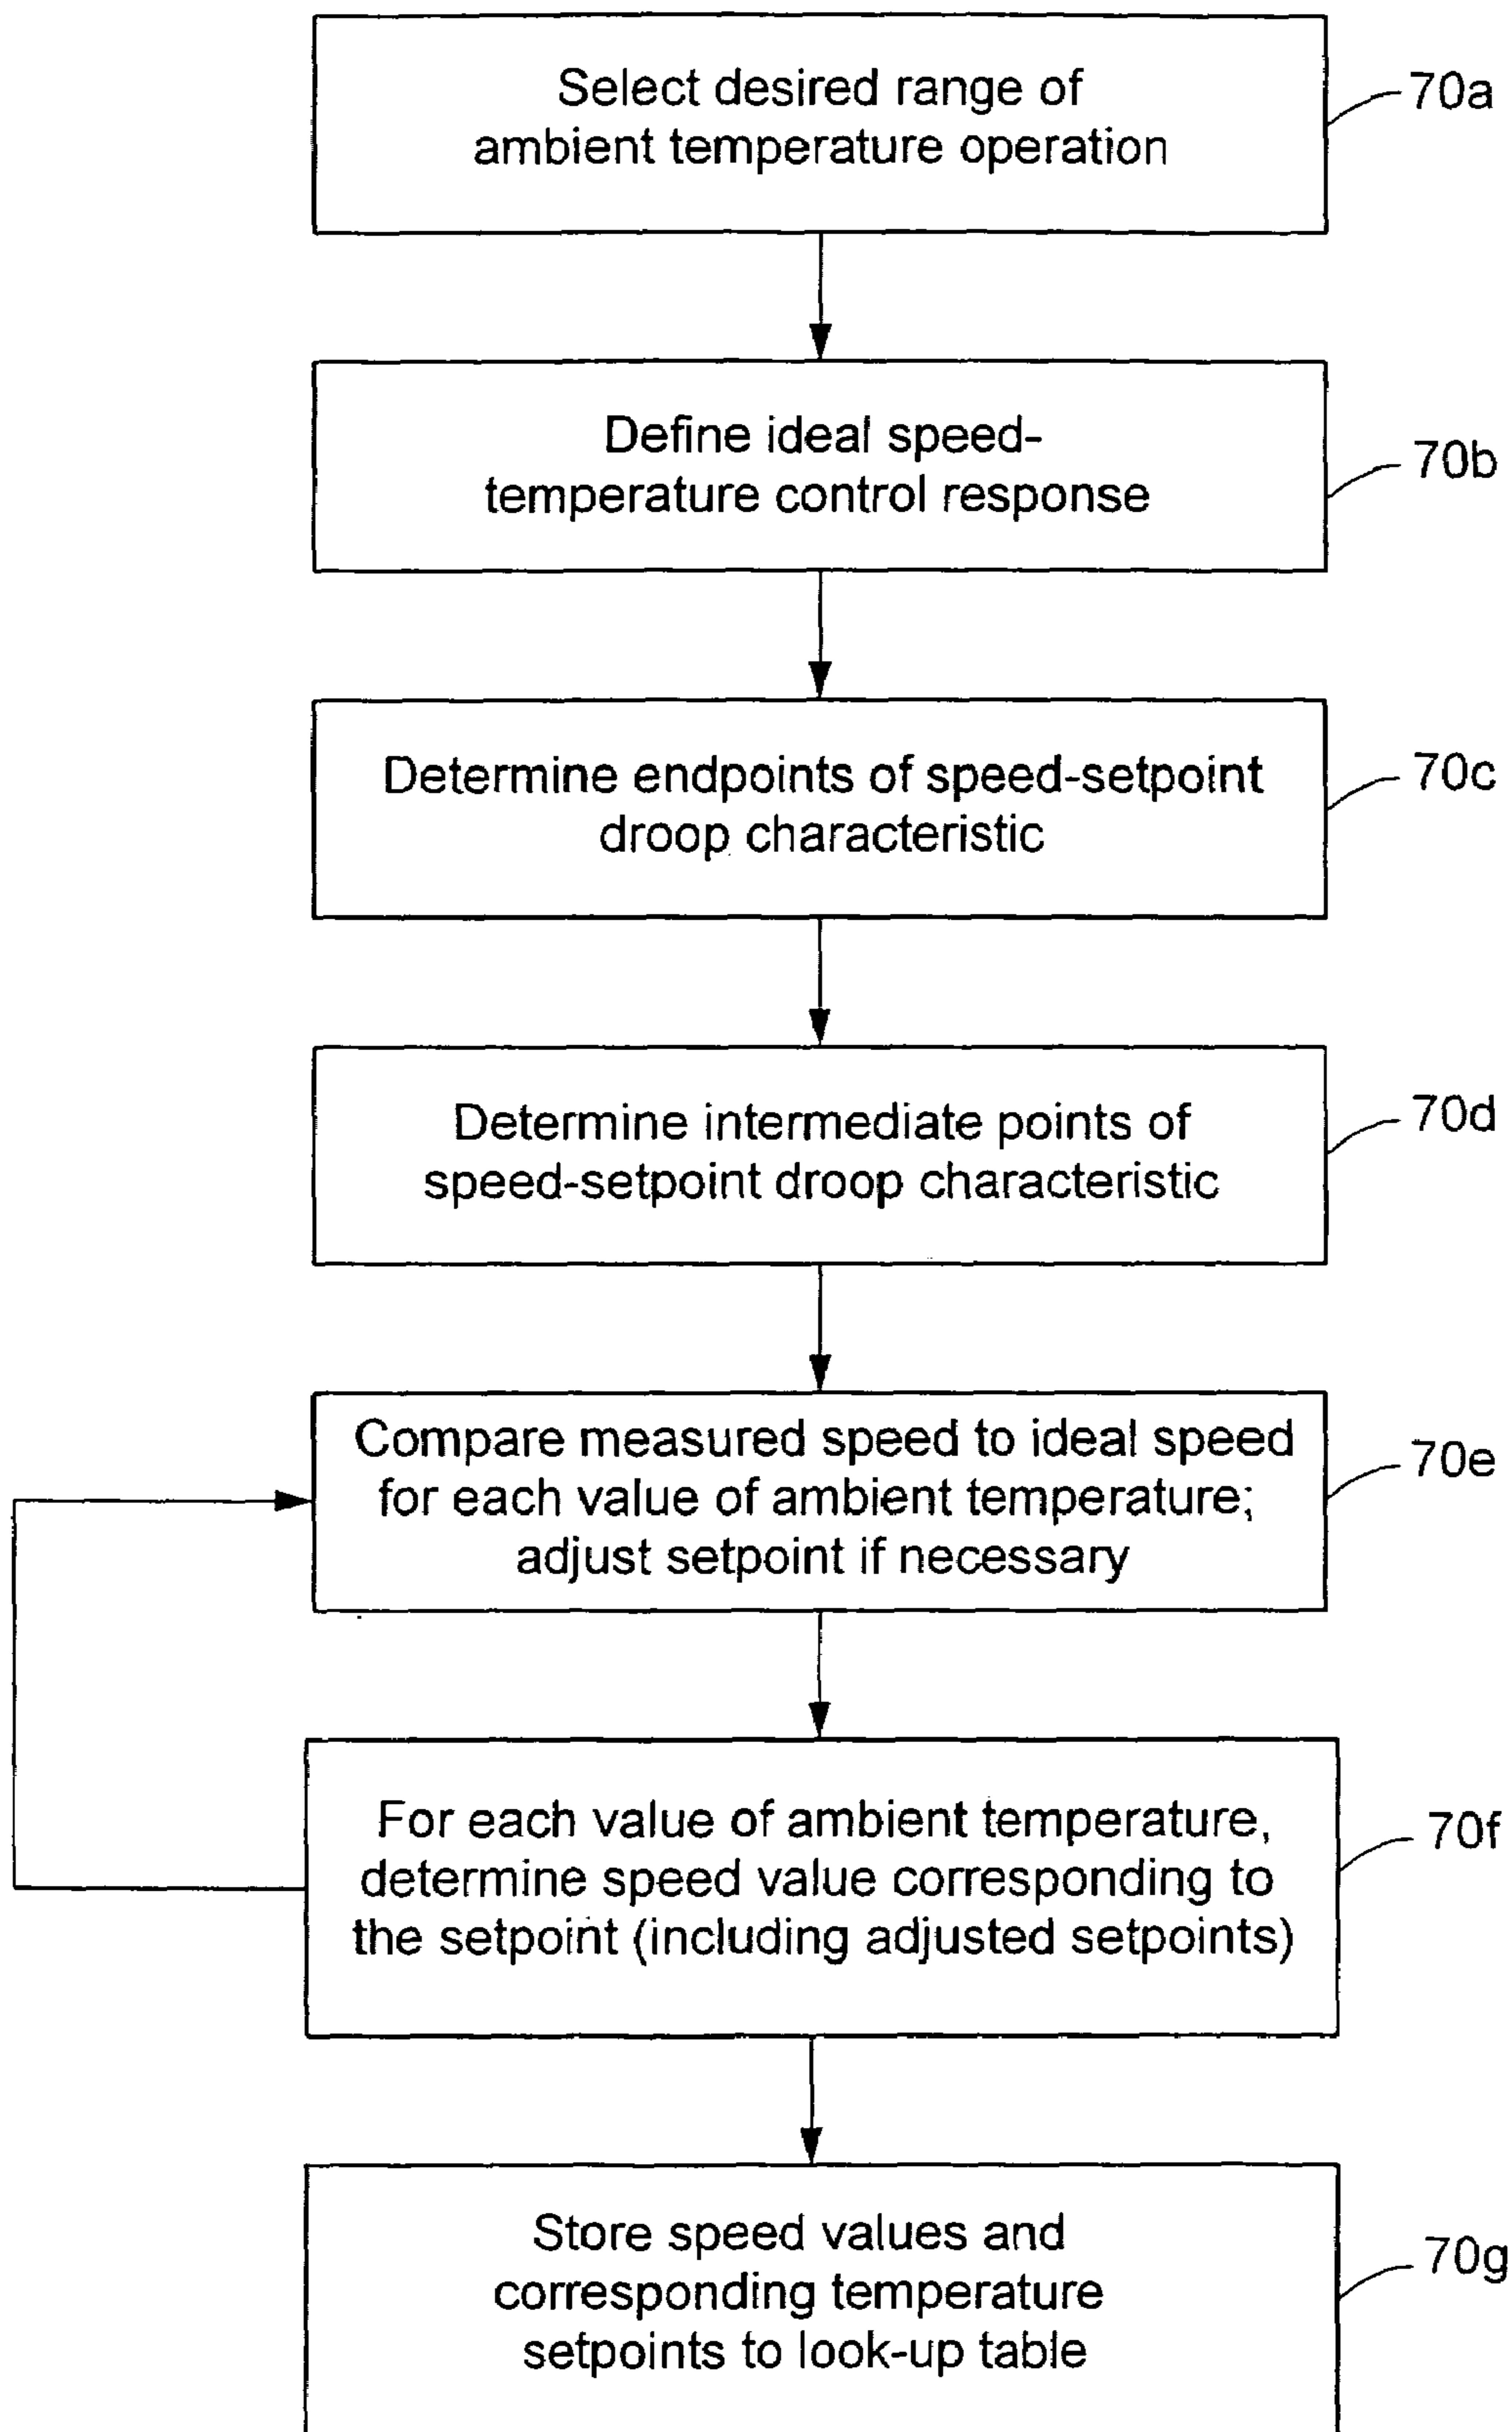 Select desired range of
ambient temperature operation
70a
Define ideal speed-
temperature control response
70b
Determine endpoints of speed-setpoint
droop characteristic
70c
Determine intermediate points of
speed-setpoint droop characteristic
70d
Compare measured speed to ideal speed
for each value of ambient temperature;
adjust setpoint if necessary
70e
For each value of ambient temperature,
determine speed value corresponding to
the setpoint (including adjusted setpoints)
70f
Store speed values and
corresponding temperature
setpoints to look-up table
70g